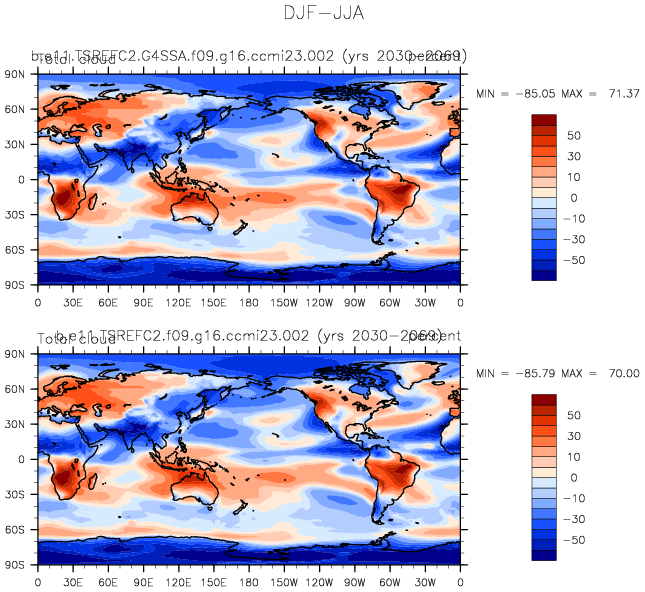 DJF-JJA
b.e11.TSREFC2.G4SSA.f09.g16.ccmi23.002 (yrs 2030-2069)
Total cloud percent
MIN = -85.05 MAX = 71.37
90N
60N
30N
0
30S
60S
90S
0 30E 60E 90E 120E 150E 180 150W 120W 90W 60W 30W 0
50
30
10
0
-10
-30
-50
b.e11.TSREFC2.f09.g16.ccmi23.002 (yrs 2030-2069)
Total cloud percent
MIN = -85.79 MAX = 70.00
90N
60N
30N
0
30S
60S
90S
0 30E 60E 90E 120E 150E 180 150W 120W 90W 60W 30W 0
50
30
10
0
-10
-30
-50